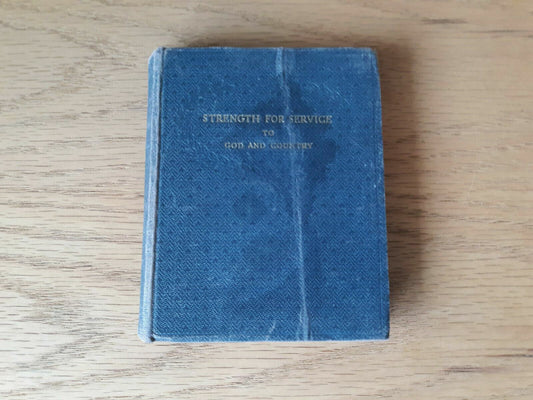 STRENGTH FOR SERVICE
TO
GOD AND COUNTRY